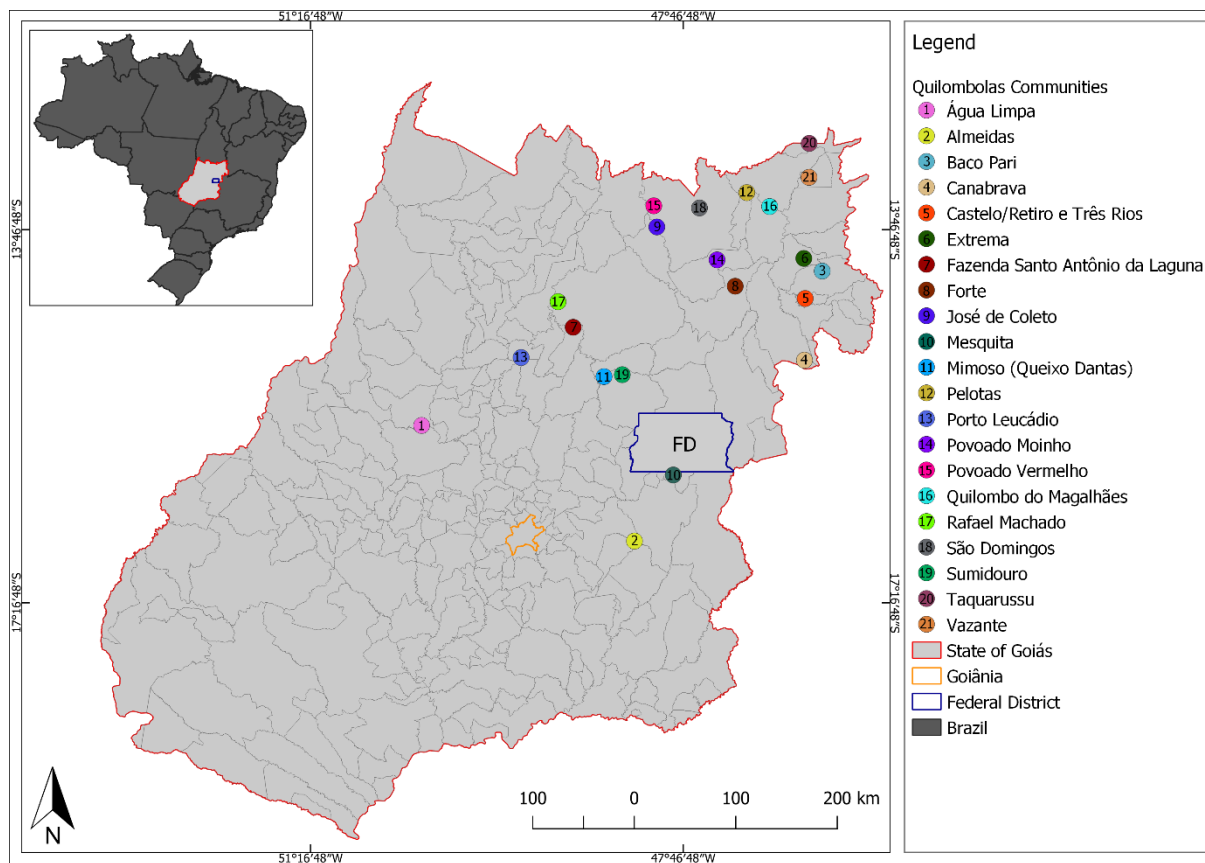 51°16'48"W 47°46'48"W
13°46'48"S 13°46'48"S
20
21
12
15 18 16
9
14 6
3
8
5
17
7
13 4
11 19
1
FD
10
2
17°16'48"S 17°16'48"S
100 0 100 200 km
N
51°16'48"W 47°46'48"W
Legend
Quilombolas Communities
1 Água Limpa
2 Almeidas
3 Baco Pari
4 Canabrava
5 Castelo/Retiro e Três Rios
6 Extrema
7 Fazenda Santo Antônio da Laguna
8 Forte
9 José de Coleto
10 Mesquita
11 Mimoso (Queixo Dantas)
12 Pelotas
13 Porto Leucádio
14 Povoado Moinho
15 Povoado Vermelho
16 Quilombo do Magalhães
17 Rafael Machado
18 São Domingos
19 Sumidouro
20 Taquarussu
21 Vazante
State of Goiás
Goiânia
Federal District
Brazil